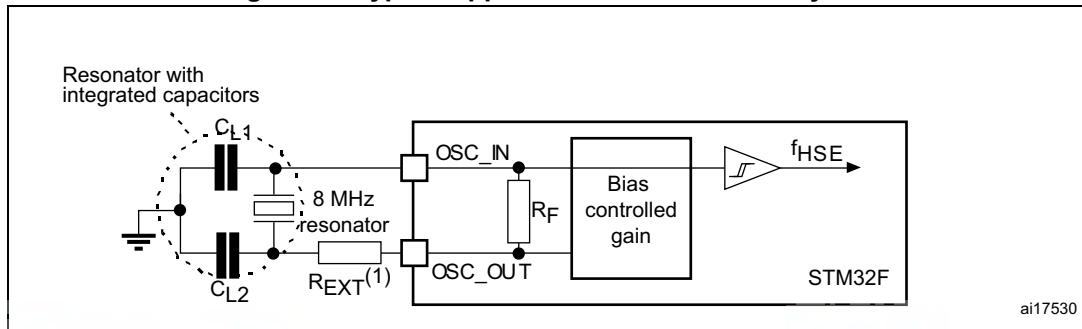 Resonator with
integrated capacitors
CL1
OSC_IN
fHSE
8 MHz
resonator
RF
Bias
controlled
gain
REXT(1)
OSC_OUT
STM32F
CL2
ai17530